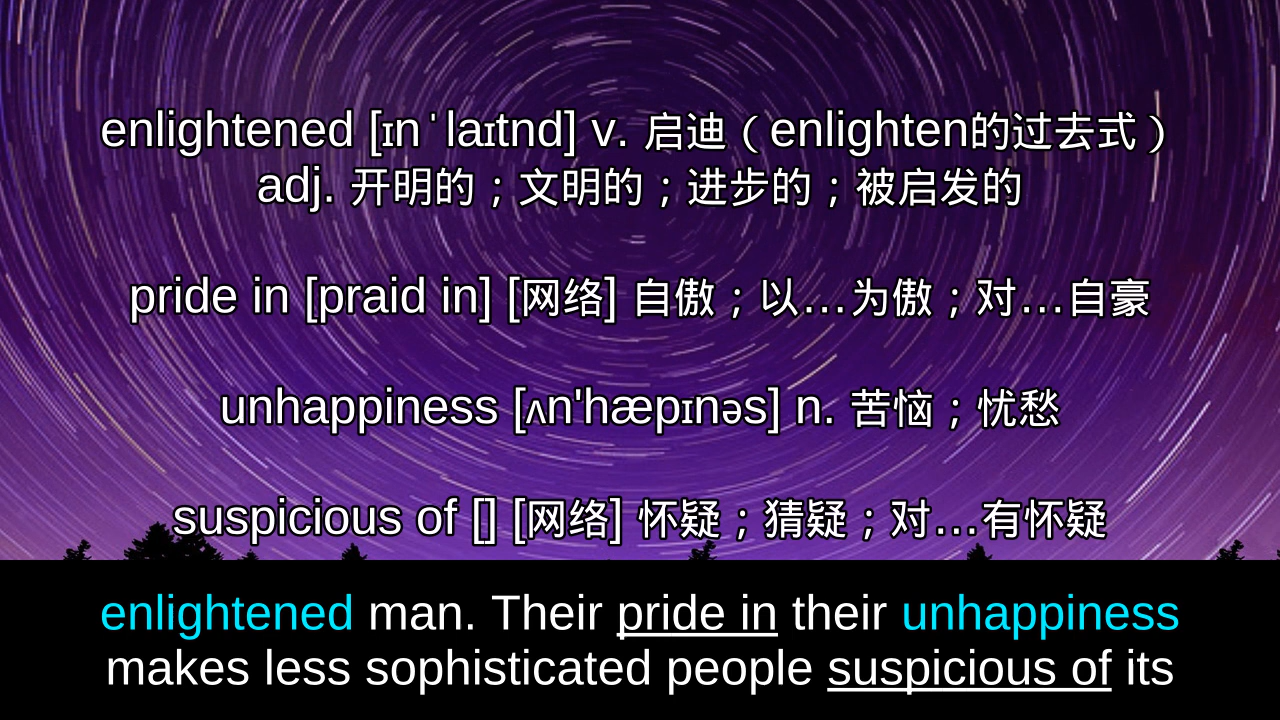 enlightened [ɪnˈlaɪtnd] v. 启迪（enlighten的过去式）
adj. 开明的；文明的；进步的；被启发的
pride in [praid in] [网络] 自傲；以…为傲；对…自豪
unhappiness [ʌn'hæpɪnəs] n. 苦恼；忧愁
suspicious of [] [网络] 怀疑；猜疑；对…有怀疑
enlightened man. Their pride in their unhappiness
makes less sophisticated people suspicious of its